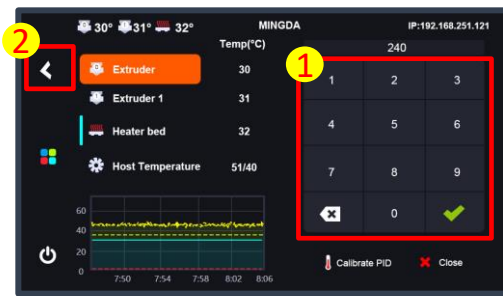 30° 31° 32° MINGDA IP:192.168.251.121
2
Temp(°C)
240
1
Extruder 30
Extruder 1 31
Heater bed 32
Host Temperature 51/40
1 2 3
4 5 6
7 8 9
0
60
40
20
0
7:50 7:54 7:58 8:02 8:06
Calibrate PID Close